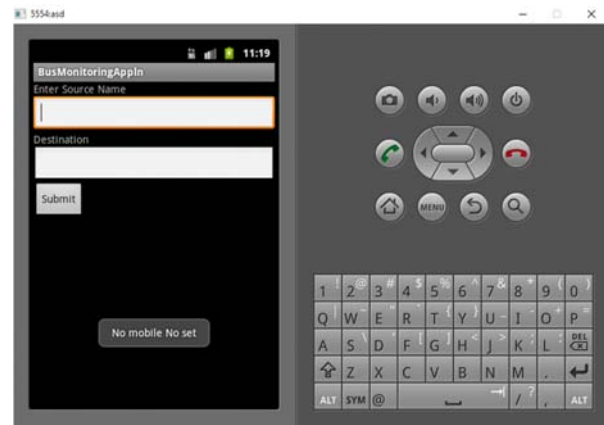 5554:asd
11:19
BusMonitoringAppln
Enter Source Name
Destination
Submit
No mobile No set
MENU
1 ! 2 @ 3 # 4 $ 5 % 6 ^ 7 & 8 * 9 ( 0 )
Q W ~ E " R ` T { Y } U _ I - O + P =
A S \ D ' F [ G ] H < J > K ; L : DEL
Z X C V B N M .
ALT SYM @ / ? , ALT